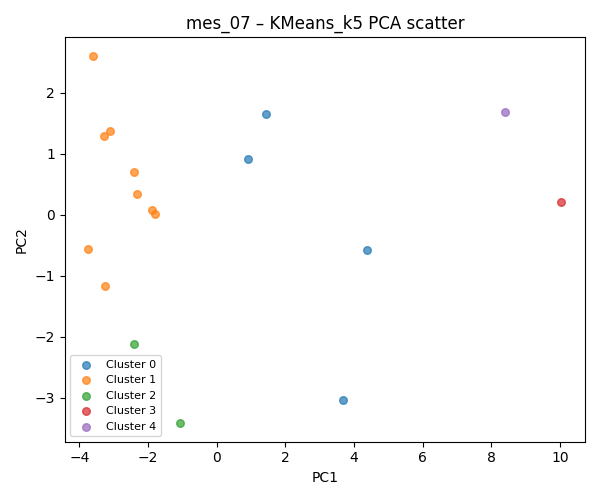 mes_07 – KMeans_k5 PCA scatter
PC2
2
1
0
−1
−2
−3
Cluster 0
Cluster 1
Cluster 2
Cluster 3
Cluster 4
−4
−2
0
2
4
6
8
10
PC1